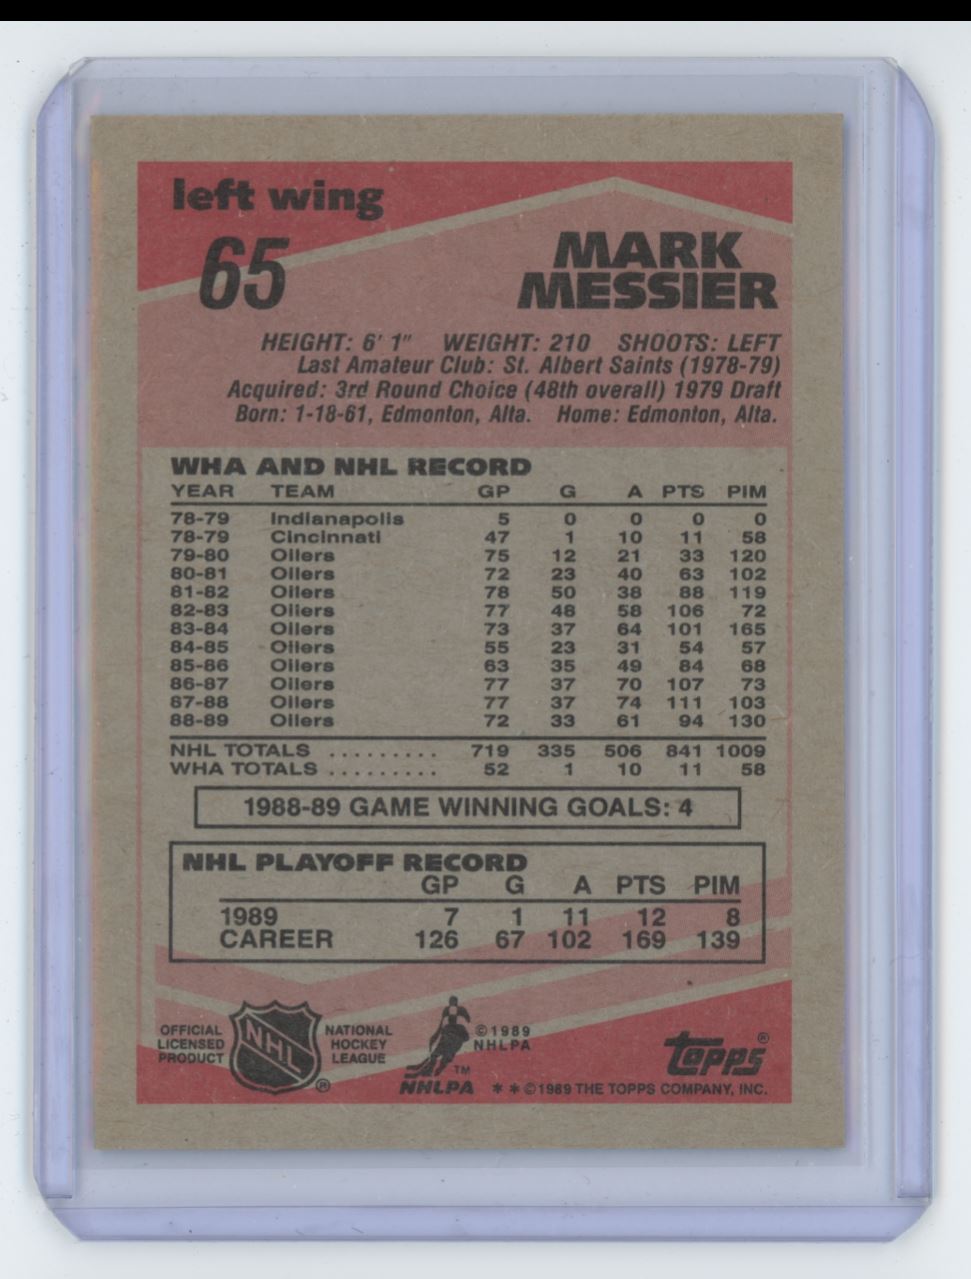 left wing
65
MARK
MESSIER
HEIGHT: 6' 1" WEIGHT: 210 SHOOTS: LEFT
Last Amateur Club: St. Albert Saints (1978-79)
Acquired: 3rd Round Choice (48th overall) 1979 Draft
Born: 1-18-61, Edmonton, Alta. Home: Edmonton, Alta.
WHA AND NHL RECORD
YEAR TEAM GP G A PTS PIM
78-79 Indianapolis 5 0 0 0 0
78-79 Cincinnati 47 1 10 11 58
79-80 Oilers 75 12 21 33 120
80-81 Oilers 72 23 40 63 102
81-82 Oilers 78 50 38 88 119
82-83 Oilers 77 48 58 106 72
83-84 Oilers 73 37 64 101 165
84-85 Oilers 55 23 31 54 57
85-86 Oilers 63 35 49 84 68
86-87 Oilers 77 37 70 107 73
87-88 Oilers 77 37 74 111 103
88-89 Oilers 72 33 61 94 130
NHL TOTALS ......... 719 335 506 841 1009
WHA TOTALS ......... 52 1 10 11 58
1988-89 GAME WINNING GOALS: 4
NHL PLAYOFF RECORD
GP G A PTS PIM
1989 7 1 11 12 8
CAREER 126 67 102 169 139
OFFICIAL
LICENSED
PRODUCT
NHL
®
NATIONAL
HOCKEY
LEAGUE
TM
NHLPA
©1989
NHLPA
topps®
**©1989 THE TOPPS COMPANY, INC.